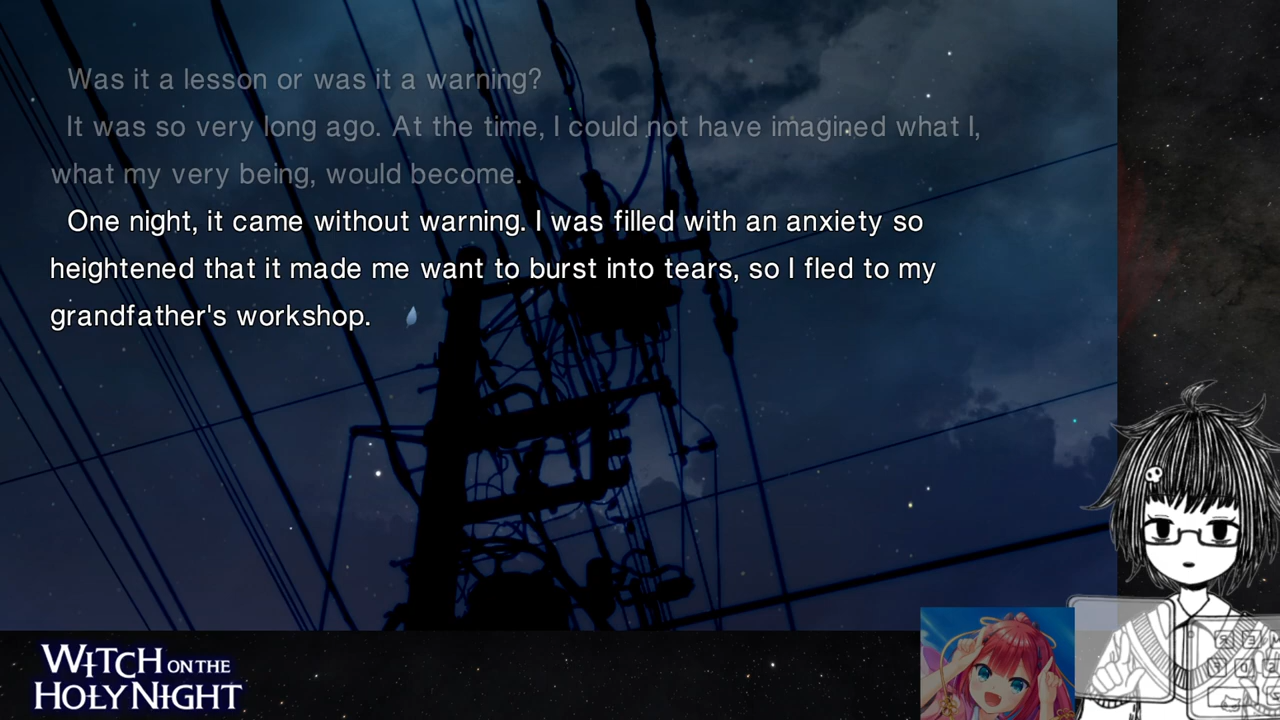 Was it a lesson or was it a warning?
It was so very long ago. At the time, I could not have imagined what I,
what my very being, would become.
One night, it came without warning. I was filled with an anxiety so
heightened that it made me want to burst into tears, so I fled to my
grandfather's workshop.
WITCH ON THE
HOLY NIGHT